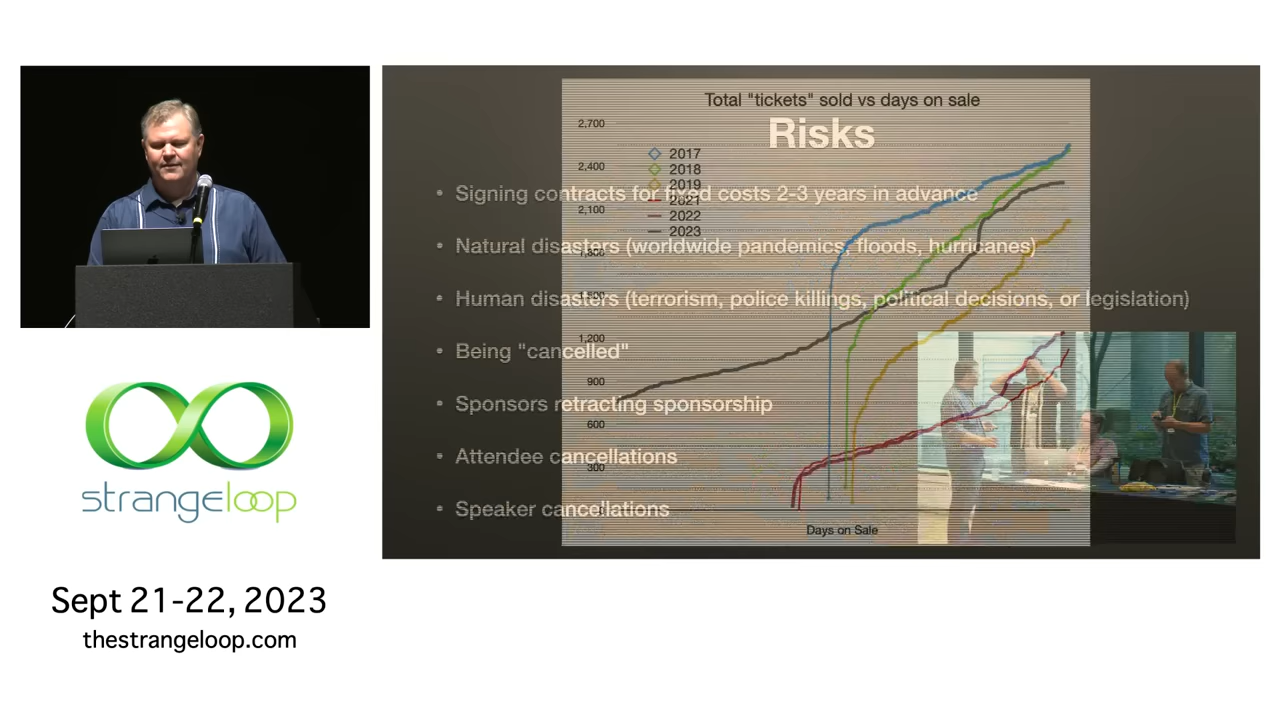 Total "tickets" sold vs days on sale
Risks
2,700
2,400
2,100
1,800
1,500
1,200
900
600
300
2017
2018
2019
2021
2022
2023
Days on Sale
• Signing contracts for fixed costs 2-3 years in advance
• Natural disasters (worldwide pandemics, floods, hurricanes)
• Human disasters (terrorism, police killings, political decisions, or legislation)
• Being "cancelled"
• Sponsors retracting sponsorship
• Attendee cancellations
• Speaker cancellations
strangeloop
Sept 21-22, 2023
thestrangeloop.com